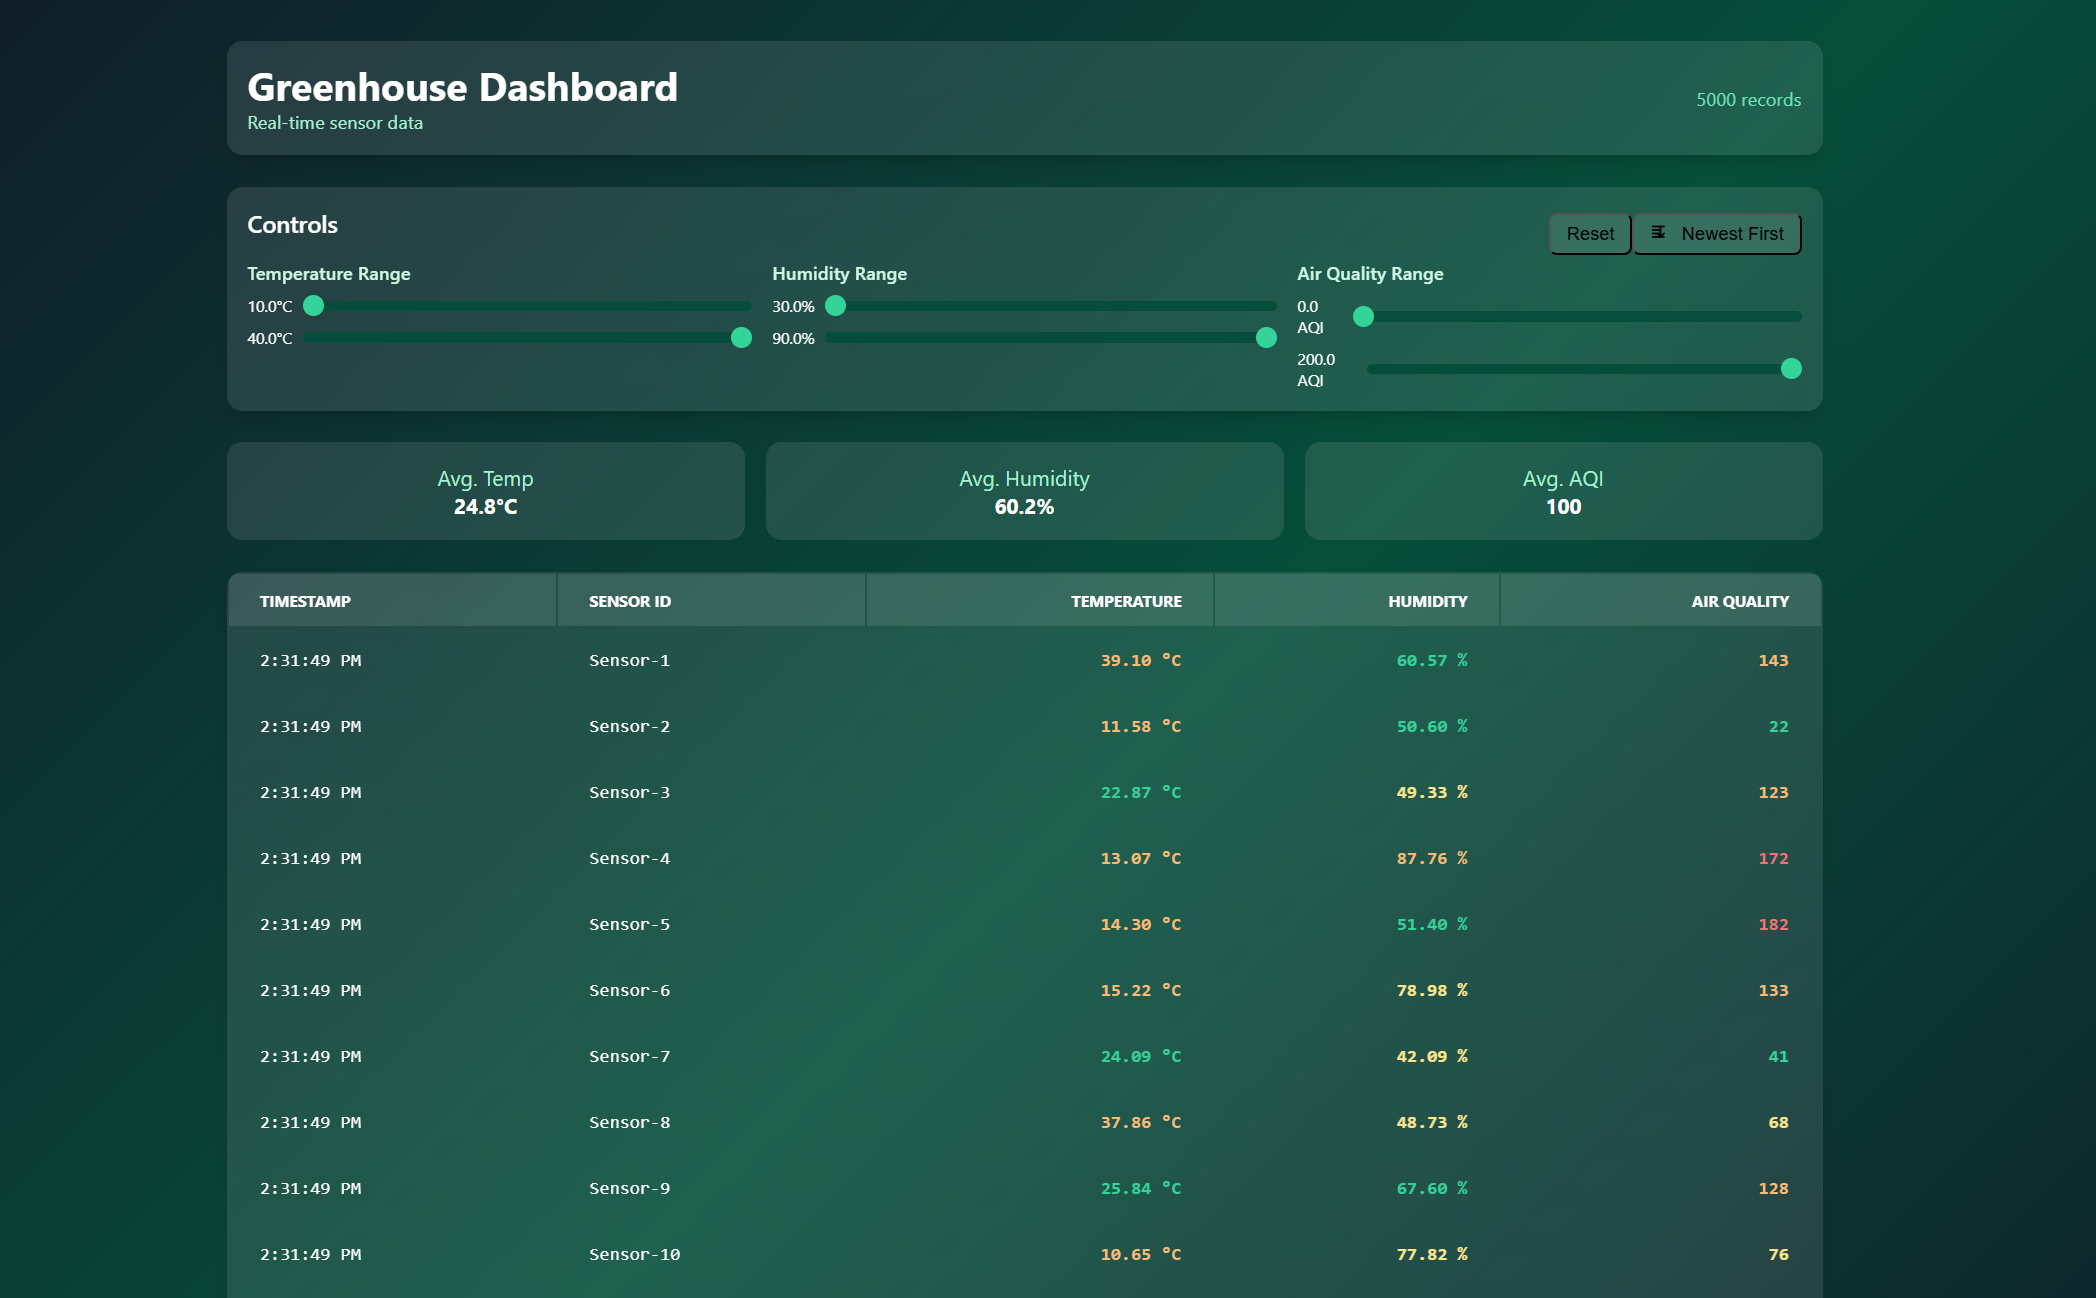 Greenhouse Dashboard
Real-time sensor data
5000 records
Controls
Reset
Newest First
Temperature Range
10.0°C
40.0°C
Humidity Range
30.0%
90.0%
Air Quality Range
0.0
AQI
200.0
AQI
Avg. Temp
24.8°C
Avg. Humidity
60.2%
Avg. AQI
100
TIMESTAMP SENSOR ID TEMPERATURE HUMIDITY AIR QUALITY
2:31:49 PM Sensor-1 39.10 °C 60.57 % 143
2:31:49 PM Sensor-2 11.58 °C 50.60 % 22
2:31:49 PM Sensor-3 22.87 °C 49.33 % 123
2:31:49 PM Sensor-4 13.07 °C 87.76 % 172
2:31:49 PM Sensor-5 14.30 °C 51.40 % 182
2:31:49 PM Sensor-6 15.22 °C 78.98 % 133
2:31:49 PM Sensor-7 24.09 °C 42.09 % 41
2:31:49 PM Sensor-8 37.86 °C 48.73 % 68
2:31:49 PM Sensor-9 25.84 °C 67.60 % 128
2:31:49 PM Sensor-10 10.65 °C 77.82 % 76